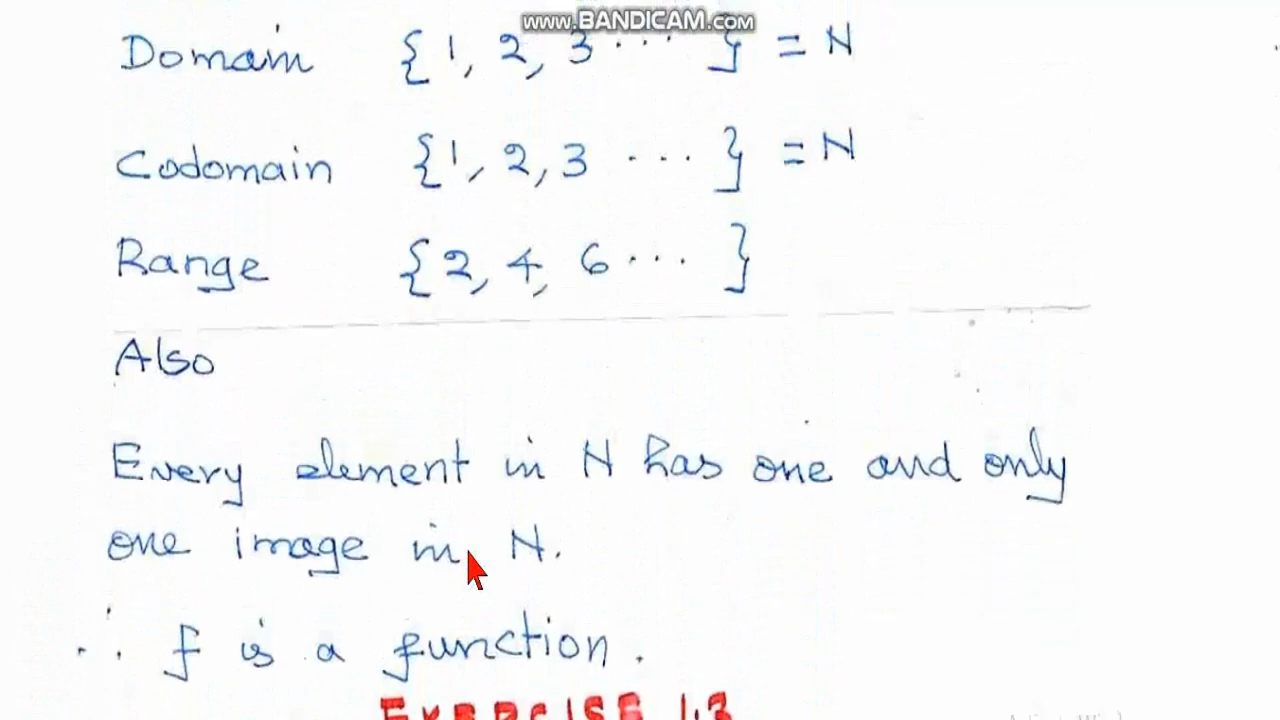 www.BANDICAM.com
Domain {1, 2, 3 ... } = N
Codomain {1, 2, 3 ... } = N
Range {2, 4, 6 ... }
Also
Every element in N has one and only
one image in N.
∴ f is a function.
EXERCISE 1.3